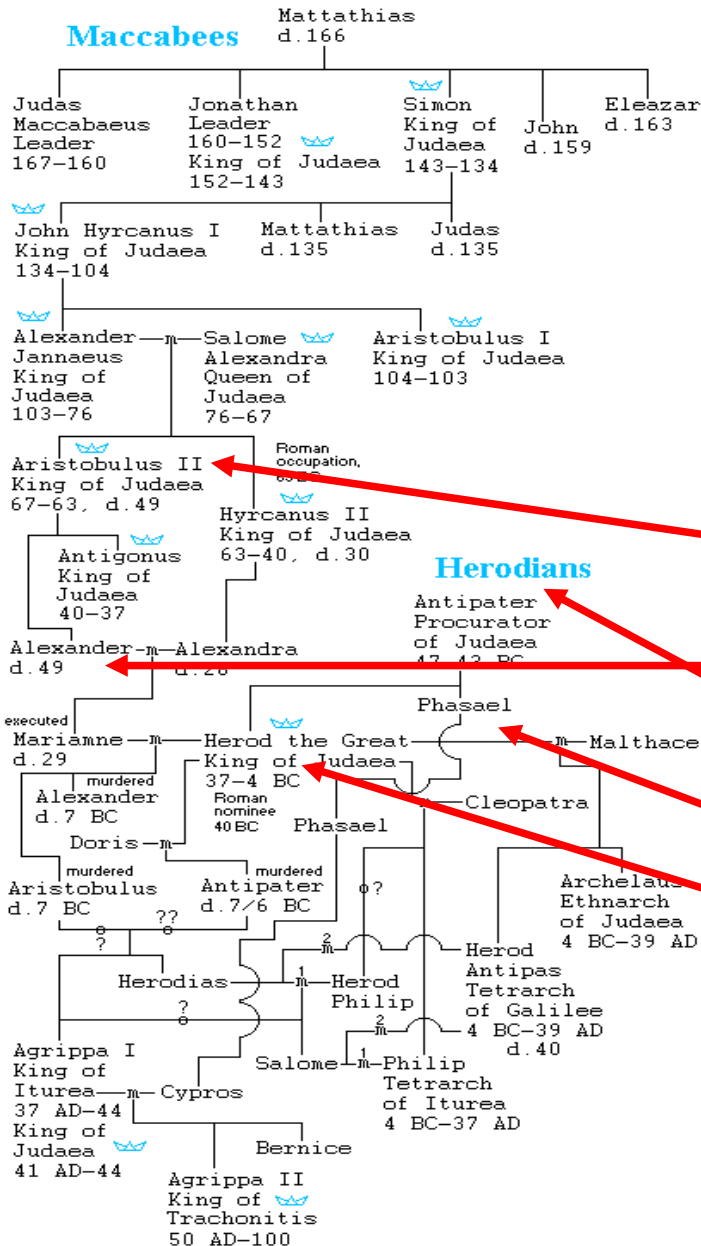 Mattathias
d.166
Maccabees
Judas
Maccabaeus
Leader
167–160
Jonathan
Leader
160–152
King of Judaea
152–143
Simon
King of
Judaea
143–134
John
d.159
Eleazar
d.163
John Hyrcanus I
King of Judaea
134–104
Mattathias
d.135
Judas
d.135
Alexander
Jannaeus
King of
Judaea
103–76
m
Salome
Alexandra
Queen of
Judaea
76–67
Aristobulus I
King of Judaea
104–103
Aristobulus II
King of Judaea
67–63, d.49
Roman
occupation,
Hyrcanus II
King of Judaea
63–40, d.30
Antigonus
King of
Judaea
40–37
Herodians
Antipater
Procurator
of Judaea
47–43 BC
Alexander
d.49
m
Alexandra
Phasael
executed
Mariamne
d.29
m
Herod the Great
King of Judaea
37–4 BC
Roman
nominee
40 BC
m
Malthace
murdered
Alexander
d.7 BC
m
Cleopatra
Phasael
Doris
m
murdered
Aristobulus
d.7 BC
murdered
Antipater
d.7/6 BC
?
Archelaus
Ethnarch
of Judaea
4 BC–39 AD
??
?
2
m
Herodias
1
m
Herod
Philip
Herod
Antipas
Tetrarch
of Galilee
4 BC–39 AD
d.40
?
2
m
Salome
1
m
Philip
Tetrarch
of Iturea
4 BC–37 AD
Agrippa I
King of
Iturea
37 AD–44
King of
Judaea
41 AD–44
m
Cypros
Bernice
Agrippa II
King of
Trachonitis
50 AD–100